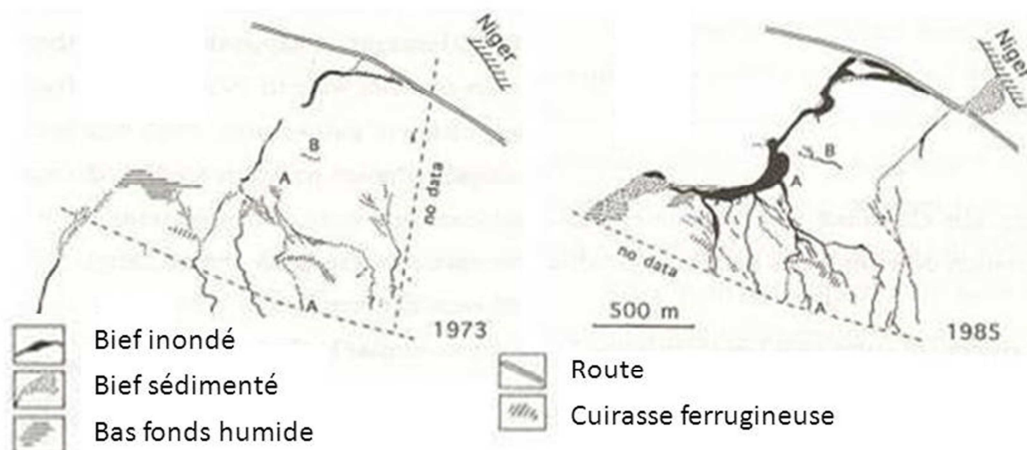 Niger
B
A
no data
A
1973
Niger
B
A
no data
A
500 m
1985
Bief inondé
Bief sédimenté
Bas fonds humide
Route
Cuirasse ferrugineuse